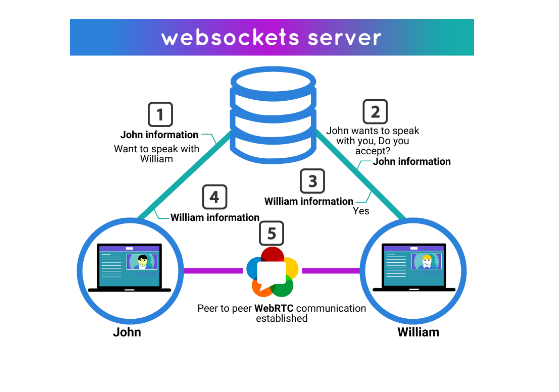 websockets server
1
John information
Want to speak with
William
2
John wants to speak
with you, Do you
accept?
John information
3
William information
Yes
4
William information
5
Peer to peer WebRTC communication
established
John
William